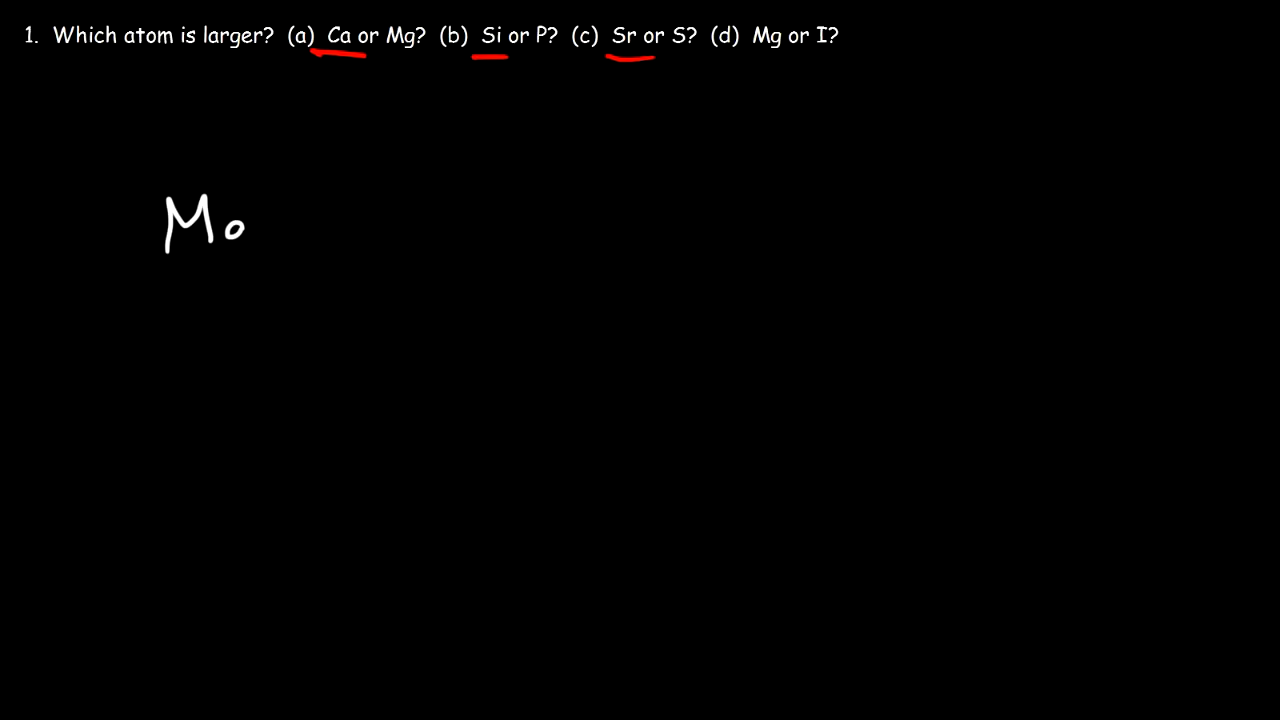 1. Which atom is larger? (a) Ca or Mg? (b) Si or P? (c) Sr or S? (d) Mg or I?
Mo